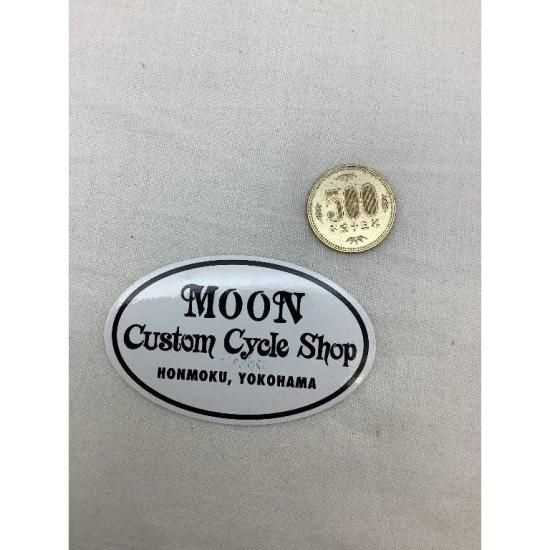 500
MOON
Custom Cycle Shop
HONMOKU, YOKOHAMA